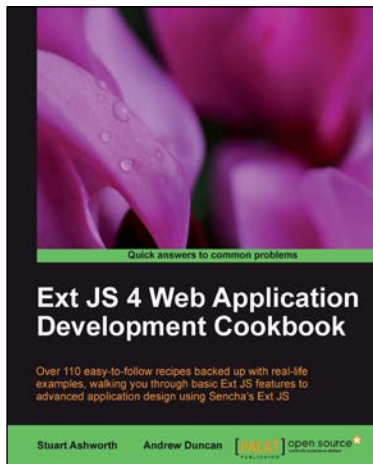 Quick answers to common problems
Ext JS 4 Web Application
Development Cookbook
Over 110 easy-to-follow recipes backed up with real-life
examples, walking you through basic Ext JS features to
advanced application design using Sencha's Ext JS
Stuart Ashworth Andrew Duncan [PACKT] open source*
PUBLISHING